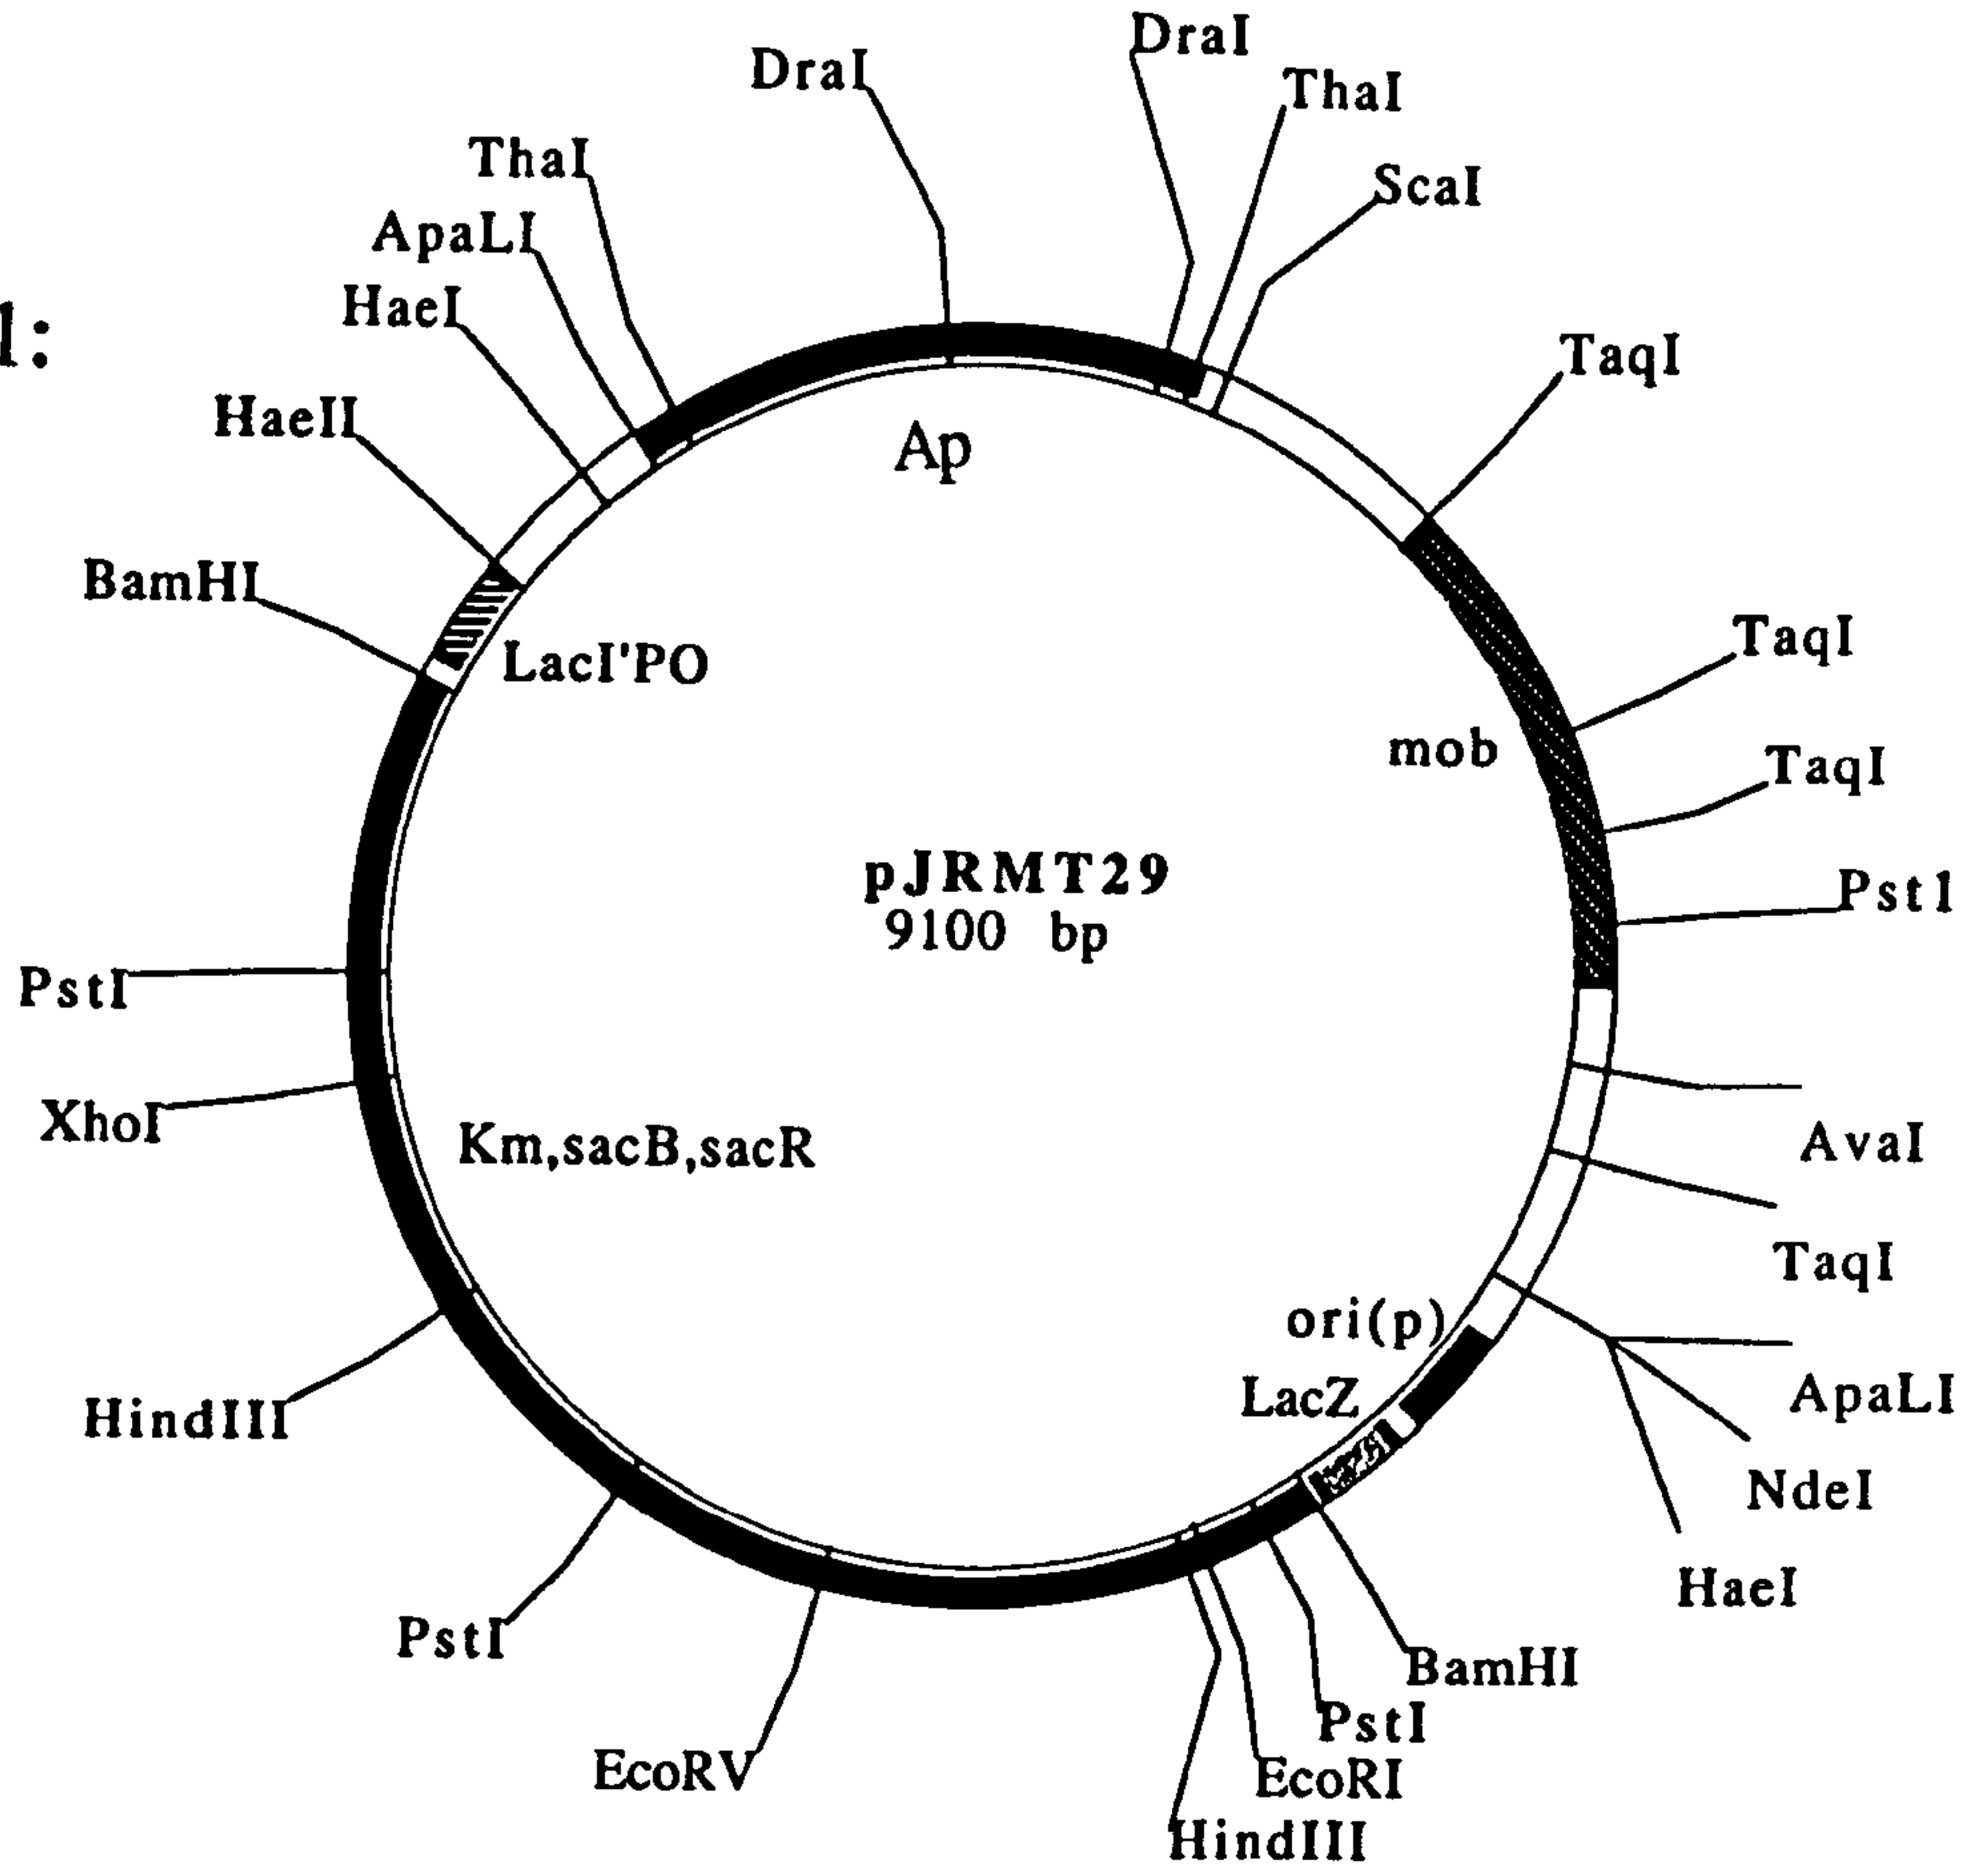 DraI
DraI
ThaI
ThaI
ScaI
ApaLI
HaeI
1:
TaqI
HaeII
Ap
BamHI
TaqI
LacI'PO
mob
TaqI
pJRMT29
Pst1
9100 bp
PstI
XhoI
Km,sacB,sacR
AvaI
TaqI
ori(p)
LacZ
ApaLI
HindIII
NdeI
HaeI
PstI
BamHI
PstI
EcoRV
EcoRI
HindIII